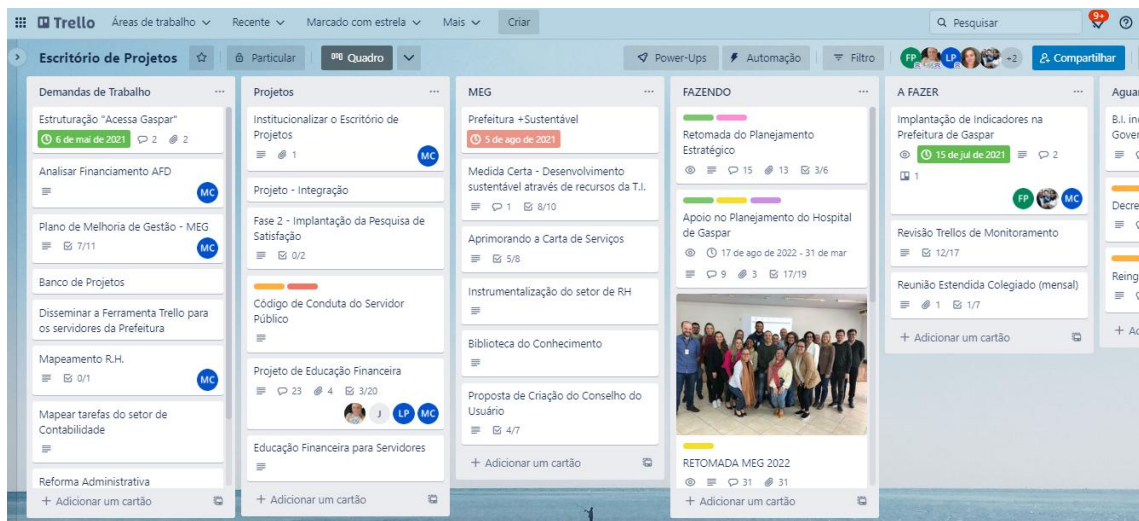 Trello Áreas de trabalho Recente Marcado com estrela Mais Criar Pesquisar 9+
Escritório de Projetos Particular Quadro Power-Ups Automação Filtro FP LP +2 Compartilhar
Demandas de Trabalho
Estruturação "Acessa Gaspar"
6 de mai de 2021 2 2
Analisar Financiamento AFD
MC
Plano de Melhoria de Gestão - MEG
7/11 MC
Banco de Projetos
Disseminar a Ferramenta Trello para
os servidores da Prefeitura
Mapeamento R.H.
0/1 MC
Mapear tarefas do setor de
Contabilidade
Reforma Administrativa
+ Adicionar um cartão
Projetos
Institucionalizar o Escritório de
Projetos
1 MC
Projeto - Integração
Fase 2 - Implantação da Pesquisa de
Satisfação
0/2
Código de Conduta do Servidor
Público
Projeto de Educação Financeira
23 4 3/20
J LP MC
Educação Financeira para Servidores
+ Adicionar um cartão
MEG
Prefeitura +Sustentável
5 de ago de 2021
Medida Certa - Desenvolvimento
sustentável através de recursos da T.I.
1 8/10
Aprimorando a Carta de Serviços
5/8
Instrumentalização do setor de RH
Biblioteca do Conhecimento
Proposta de Criação do Conselho do
Usuário
4/7
+ Adicionar um cartão
FAZENDO
Retomada do Planejamento
Estratégico
15 13 3/6
Apoio no Planejamento do Hospital
de Gaspar
17 de ago de 2022 - 31 de mar
9 3 17/19
RETOMADA MEG 2022
31 31
+ Adicionar um cartão
A FAZER
Implantação de Indicadores na
Prefeitura de Gaspar
15 de jul de 2021 2
1
FP MC
Revisão Trellos de Monitoramento
12/17
Reunião Estendida Colegiado (mensal)
1 1/7
+ Adicionar um cartão
Aguar
B.I. in
Gover
Decre
Reing
+ Ac